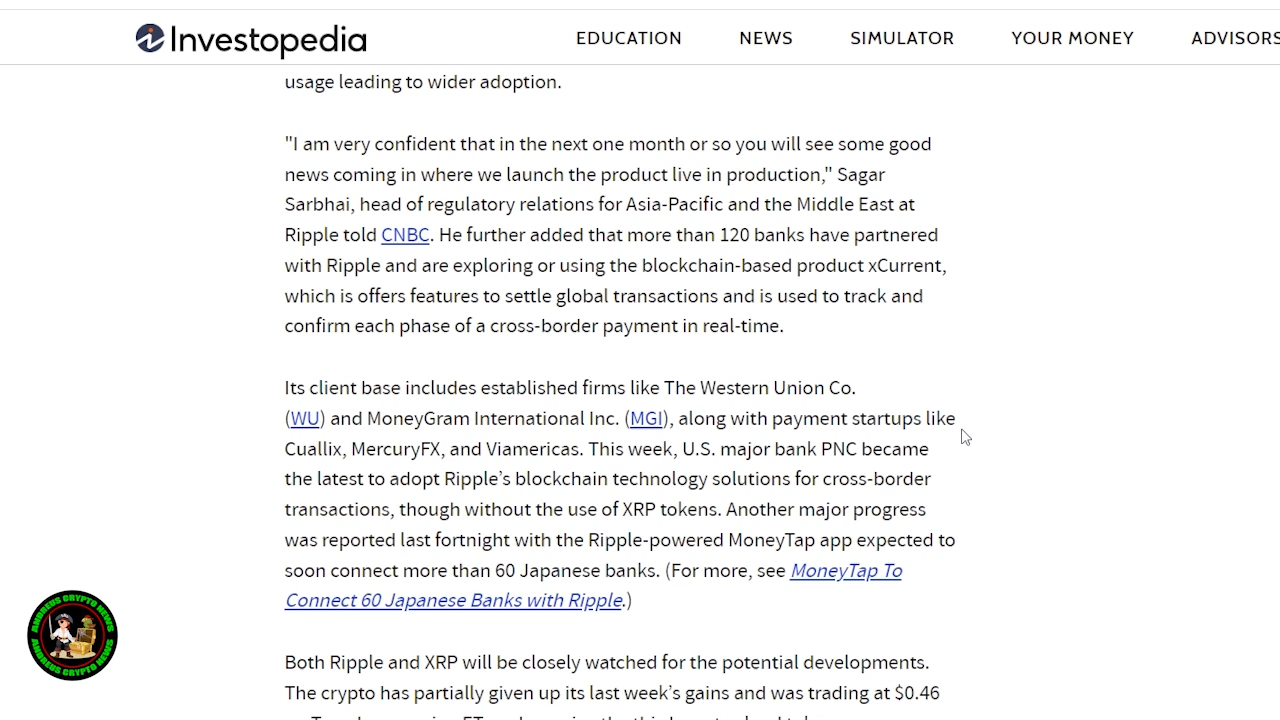 Investopedia
EDUCATION NEWS SIMULATOR YOUR MONEY ADVISORS
usage leading to wider adoption.
"I am very confident that in the next one month or so you will see some good
news coming in where we launch the product live in production," Sagar
Sarbhai, head of regulatory relations for Asia-Pacific and the Middle East at
Ripple told CNBC. He further added that more than 120 banks have partnered
with Ripple and are exploring or using the blockchain-based product xCurrent,
which is offers features to settle global transactions and is used to track and
confirm each phase of a cross-border payment in real-time.
Its client base includes established firms like The Western Union Co.
(WU) and MoneyGram International Inc. (MGI), along with payment startups like
Cuallix, MercuryFX, and Viamericas. This week, U.S. major bank PNC became
the latest to adopt Ripple’s blockchain technology solutions for cross-border
transactions, though without the use of XRP tokens. Another major progress
was reported last fortnight with the Ripple-powered MoneyTap app expected to
soon connect more than 60 Japanese banks. (For more, see MoneyTap To
Connect 60 Japanese Banks with Ripple.)
ANDREUS CRYPTO NEWS
ANDREUS CRYPTO NEWS
Both Ripple and XRP will be closely watched for the potential developments.
The crypto has partially given up its last week’s gains and was trading at $0.46